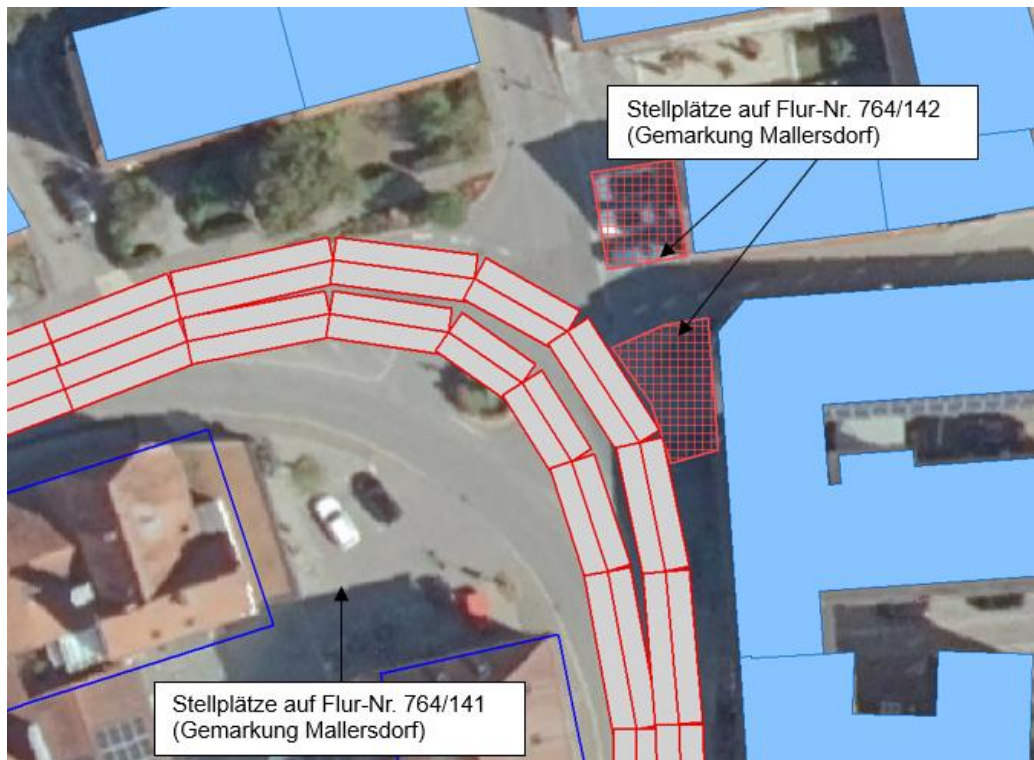 Stellplätze auf Flur-Nr. 764/142
(Gemarkung Mallersdorf)
Stellplätze auf Flur-Nr. 764/141
(Gemarkung Mallersdorf)